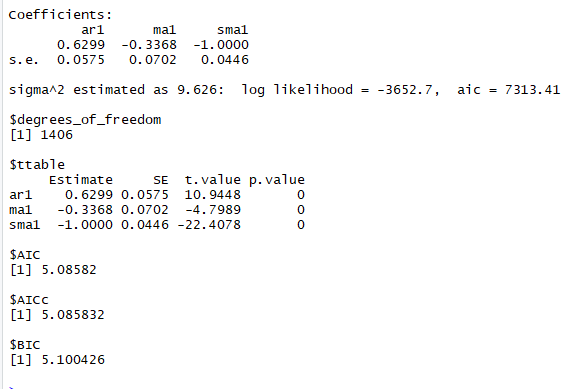 Coefficients:
         ar1      ma1     sma1
      0.6299  -0.3368  -1.0000
s.e.  0.0575   0.0702   0.0446
sigma^2 estimated as 9.626:  log likelihood = -3652.7,  aic = 7313.41
$degrees_of_freedom
[1] 1406
$ttable
     Estimate     SE  t.value p.value
ar1    0.6299 0.0575  10.9448       0
ma1   -0.3368 0.0702  -4.7989       0
sma1  -1.0000 0.0446 -22.4078       0
$AIC
[1] 5.08582
$AICc
[1] 5.085832
$BIC
[1] 5.100426